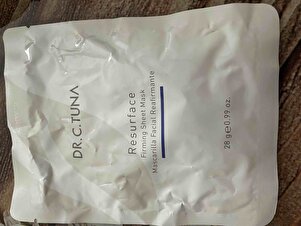 DR. C. TUNA
Resurface
Firming Sheet Mask
Mascarilla Facial Reafirmante
28 g e 0.99 oz.